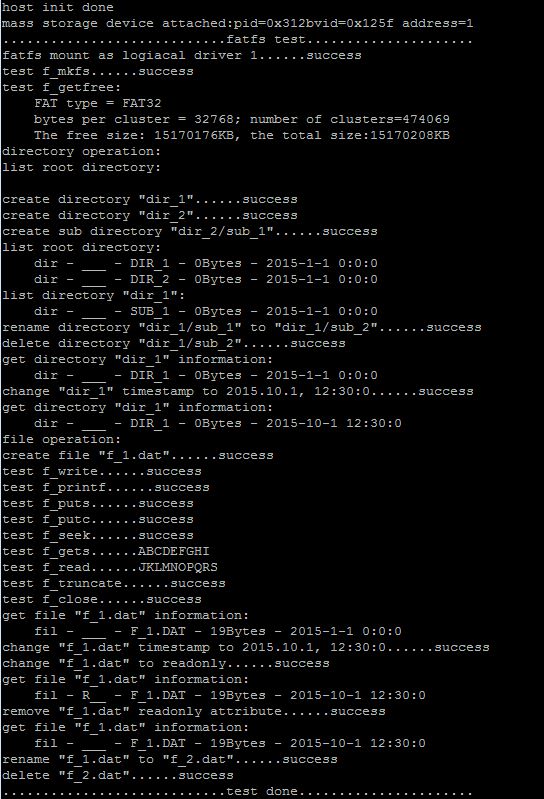 host init done
mass storage device attached:pid=0x312bvid=0x125f address=1
............................fatfs test.....................
fatfs mount as logiacal driver 1......success
test f_mkfs......success
test f_getfree:
    FAT type = FAT32
    bytes per cluster = 32768; number of clusters=474069
    The free size: 15170176KB, the total size:15170208KB
directory operation:
list root directory:

create directory "dir_1"......success
create directory "dir_2"......success
create sub directory "dir_2/sub_1"......success
list root directory:
    dir - ___ - DIR_1 - 0Bytes - 2015-1-1 0:0:0
    dir - ___ - DIR_2 - 0Bytes - 2015-1-1 0:0:0
list directory "dir_1":
    dir - ___ - SUB_1 - 0Bytes - 2015-1-1 0:0:0
rename directory "dir_1/sub_1" to "dir_1/sub_2"......success
delete directory "dir_1/sub_2"......success
get directory "dir_1" information:
    dir - ___ - DIR_1 - 0Bytes - 2015-1-1 0:0:0
change "dir_1" timestamp to 2015.10.1, 12:30:0......success
get directory "dir_1" information:
    dir - ___ - DIR_1 - 0Bytes - 2015-10-1 12:30:0
file operation:
create file "f_1.dat"......success
test f_write......success
test f_printf......success
test f_puts......success
test f_putc......success
test f_seek......success
test f_gets......ABCDEFGHI
test f_read......JKLMNOPQRS
test f_truncate......success
test f_close......success
get file "f_1.dat" information:
    fil - ___ - F_1.DAT - 19Bytes - 2015-1-1 0:0:0
change "f_1.dat" timestamp to 2015.10.1, 12:30:0......success
change "f_1.dat" to readonly......success
get file "f_1.dat" information:
    fil - R__ - F_1.DAT - 19Bytes - 2015-10-1 12:30:0
remove "f_1.dat" readonly attribute......success
get file "f_1.dat" information:
    fil - ___ - F_1.DAT - 19Bytes - 2015-10-1 12:30:0
rename "f_1.dat" to "f_2.dat"......success
delete "f_2.dat"......success
............................test done......................